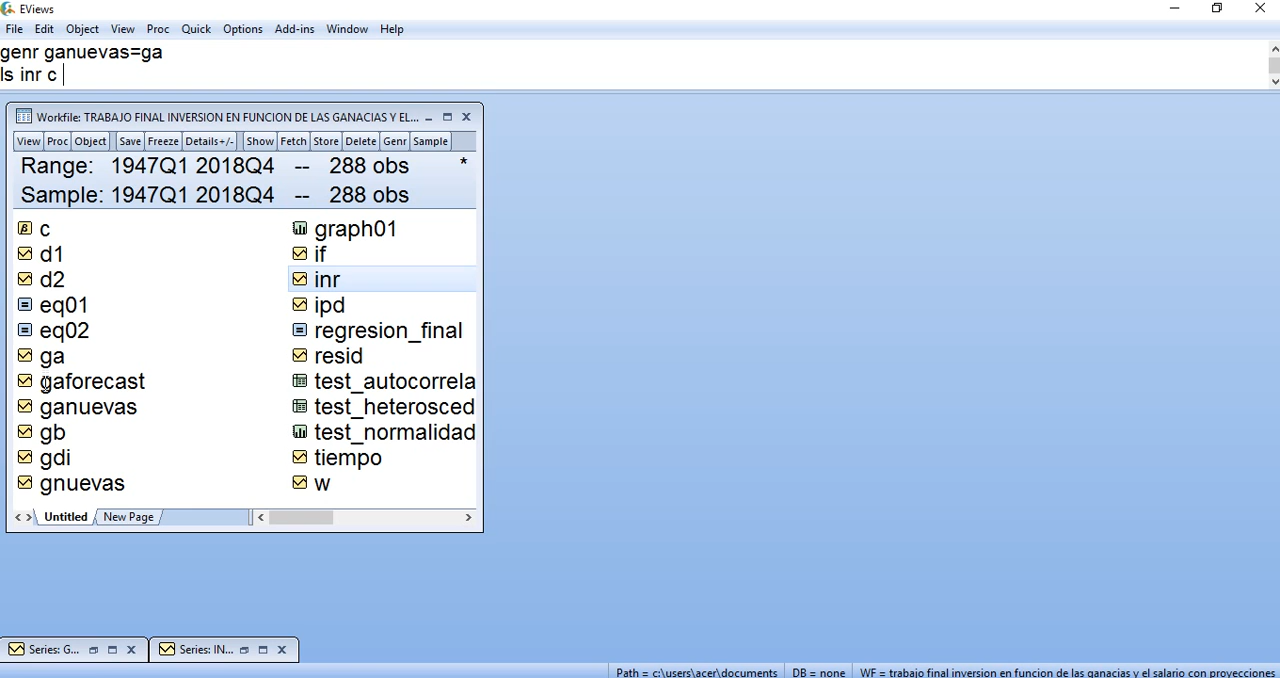 EViews
File Edit Object View Proc Quick Options Add-ins Window Help
genr ganuevas=ga
ls inr c
Workfile: TRABAJO FINAL INVERSION EN FUNCION DE LAS GANACIAS Y EL...
View Proc Object Save Freeze Details+/- Show Fetch Store Delete Genr Sample
Range: 1947Q1 2018Q4 -- 288 obs *
Sample: 1947Q1 2018Q4 -- 288 obs
c
d1
d2
eq01
eq02
ga
gaforecast
ganuevas
gb
gdi
gnuevas
graph01
if
inr
ipd
regresion_final
resid
test_autocorrela
test_heterosced
test_normalidad
tiempo
w
Untitled New Page
Series: G... Series: IN...
Path = c:\users\acer\documents DB = none WF = trabajo final inversion en funcion de las ganacias y el salario con proyecciones